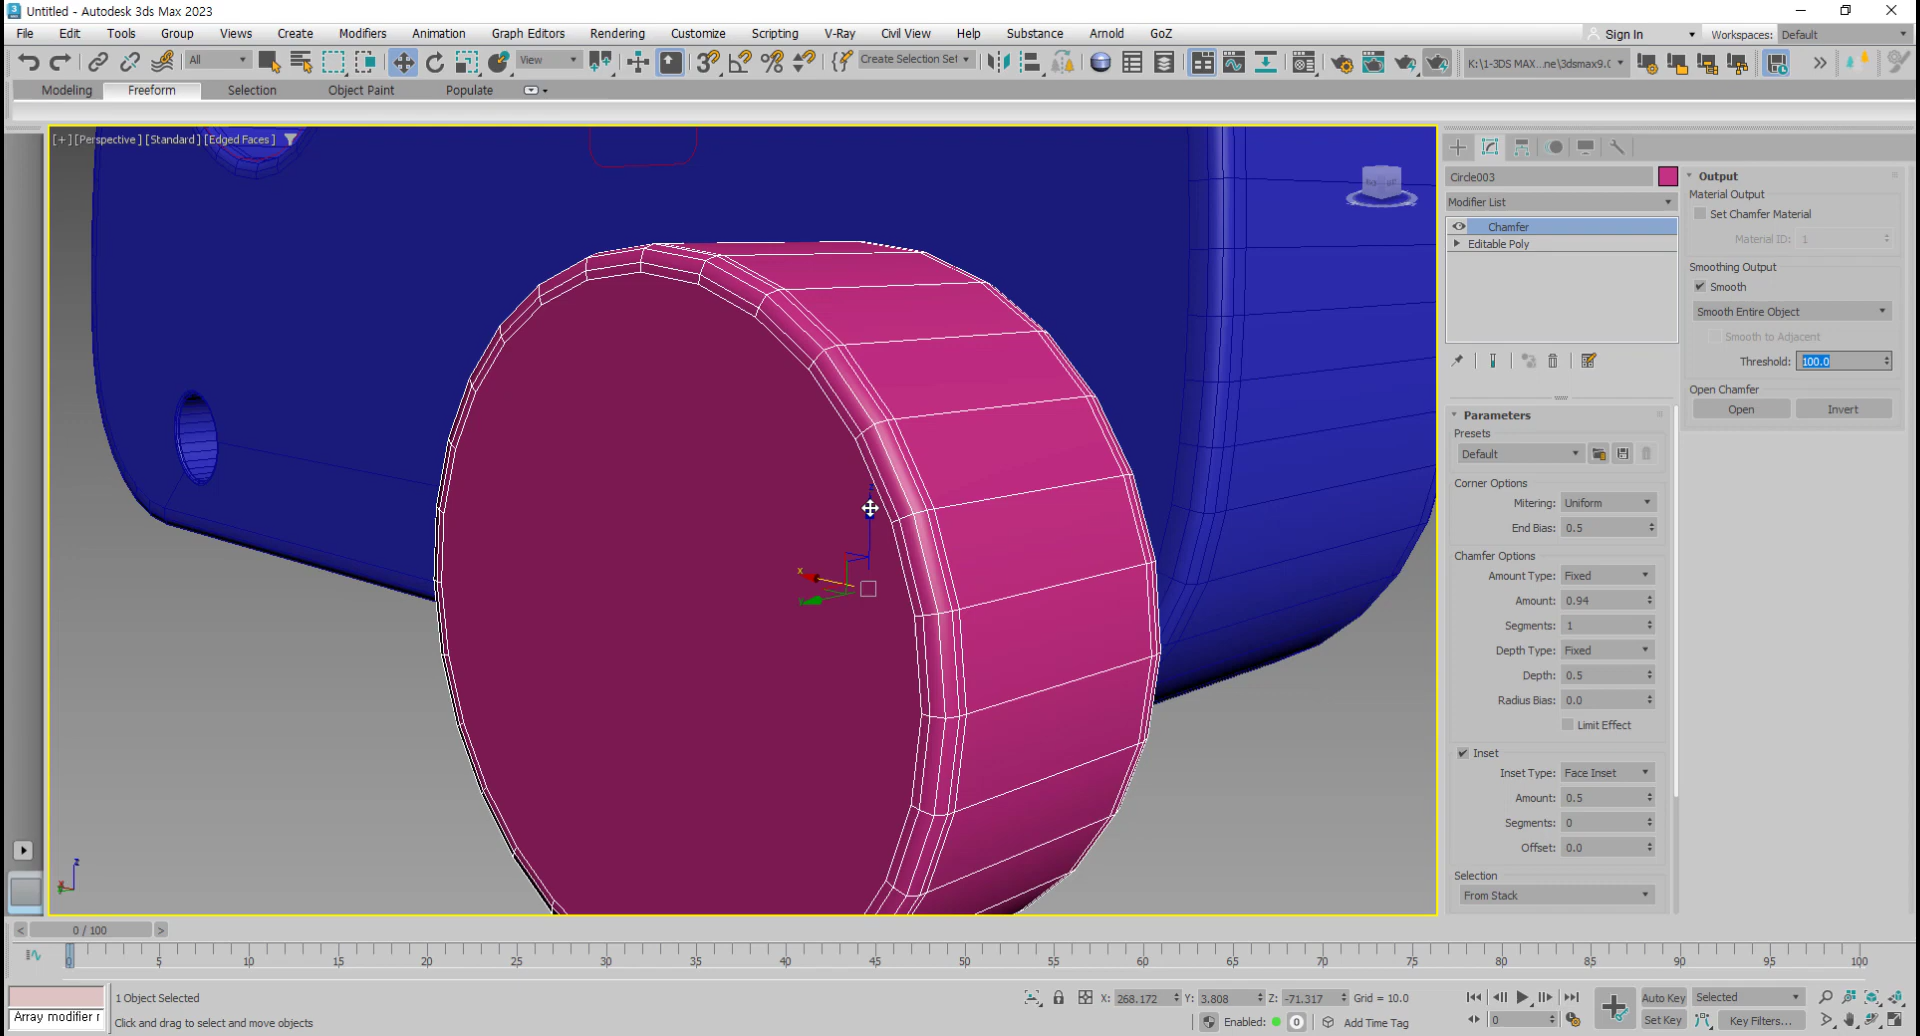 Untitled - Autodesk 3ds Max 2023
File Edit Tools Group Views Create Modifiers Animation Graph Editors Rendering Customize Scripting V-Ray Civil View Help Substance Arnold GoZ
Sign In Workspaces: Default
All View Create Selection Set K:\1-3DS MAX...ne\3dsmax9.(
Modeling Freeform Selection Object Paint Populate
[+] [Perspective] [Standard] [Edged Faces]
x
z
Circle003
Modifier List
Chamfer
Editable Poly
Parameters
Presets
Default
Corner Options
Mitering: Uniform
End Bias: 0.5
Chamfer Options
Amount Type: Fixed
Amount: 0.94
Segments: 1
Depth Type: Fixed
Depth: 0.5
Radius Bias: 0.0
Limit Effect
Inset
Inset Type: Face Inset
Amount: 0.5
Segments: 0
Offset: 0.0
Selection
From Stack
Output
Material Output
Set Chamfer Material
Material ID: 1
Smoothing Output
Smooth
Smooth Entire Object
Smooth to Adjacent
Threshold: 100.0
Open Chamfer
Open Invert
< 0 / 100 >
0 5 10 15 20 25 30 35 40 45 50 55 60 65 70 75 80 85 90 95 100
1 Object Selected
X: 268.172 Y: 3.808 Z: -71.317 Grid = 10.0
Auto Key Selected
Array modifier r
Click and drag to select and move objects
Enabled: 0 Add Time Tag
0
Set Key Key Filters...